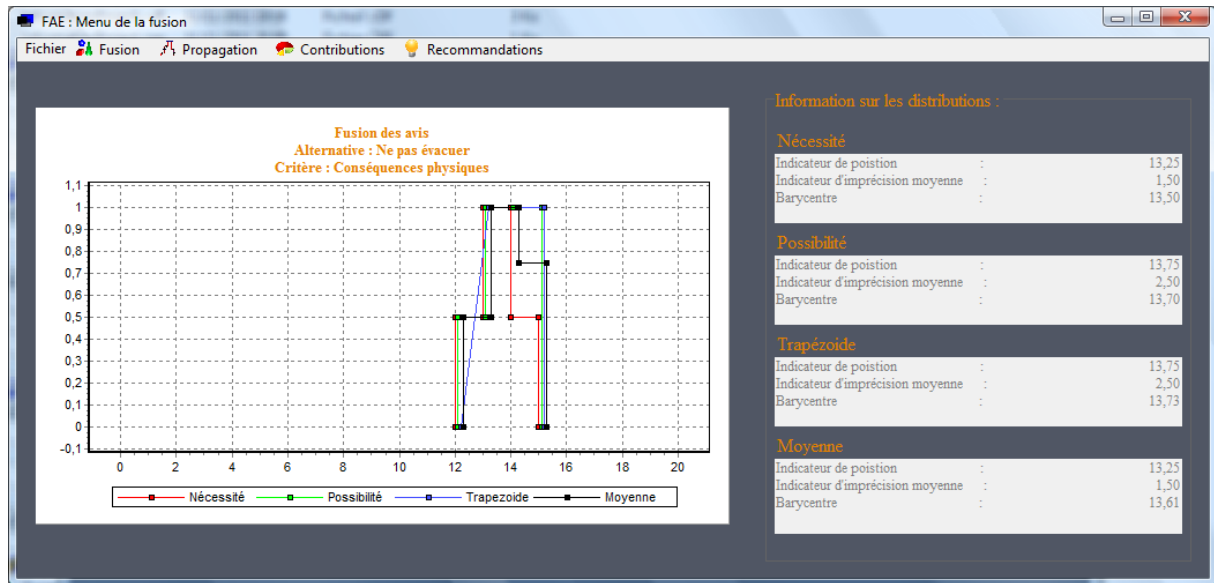 FAE : Menu de la fusion
Fichier Fusion Propagation Contributions Recommandations
Fusion des avis
Alternative : Ne pas évacuer
Critère : Conséquences physiques
1,1
1
0,9
0,8
0,7
0,6
0,5
0,4
0,3
0,2
0,1
0
-0,1
0 2 4 6 8 10 12 14 16 18 20
Nécessité Possibilité Trapezoide Moyenne
Information sur les distributions :
Nécessité
Indicateur de poistion : 13,25
Indicateur d'imprécision moyenne : 1,50
Barycentre : 13,50
Possibilité
Indicateur de poistion : 13,75
Indicateur d'imprécision moyenne : 2,50
Barycentre : 13,70
Trapézoide
Indicateur de poistion : 13,75
Indicateur d'imprécision moyenne : 2,50
Barycentre : 13,73
Moyenne
Indicateur de poistion : 13,25
Indicateur d'imprécision moyenne : 1,50
Barycentre : 13,61